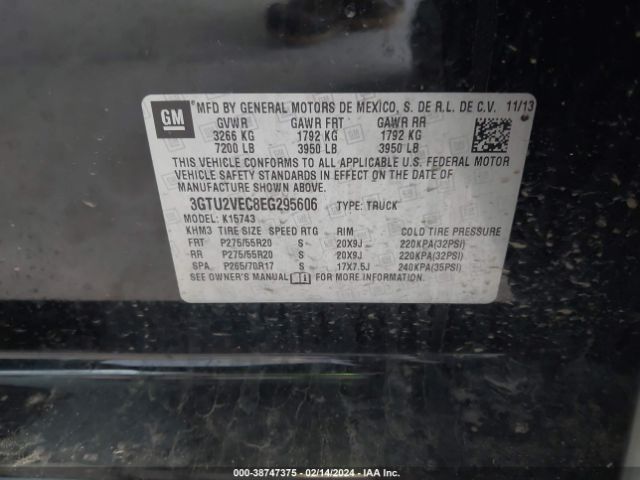 GM
MFD BY GENERAL MOTORS DE MEXICO, S. DE R.L. DE C.V. 11/13
GVWR GAWR FRT GAWR RR
3266 KG 1792 KG 1792 KG
7200 LB 3950 LB 3950 LB
THIS VEHICLE CONFORMS TO ALL APPLICABLE U.S. FEDERAL MOTOR
VEHICLE SAFETY, BUMPER, AND THEFT PREVENTION STANDARDS IN EFFECT ON THE DATE OF
MANUFACTURE SHOWN ABOVE.
3GTU2VEC8EG295606 TYPE: TRUCK
MODEL: K15743
KHM3 TIRE SIZE SPEED RTG RIM COLD TIRE PRESSURE
FRT P275/55R20 S 20X9J 220KPA(32PSI)
RR P275/55R20 S 20X9J 220KPA(32PSI)
SPA P265/70R17 S 17X7.5J 240KPA(35PSI)
SEE OWNER'S MANUAL FOR MORE INFORMATION.
000-38747375 - 02/14/2024 - IAA Inc.